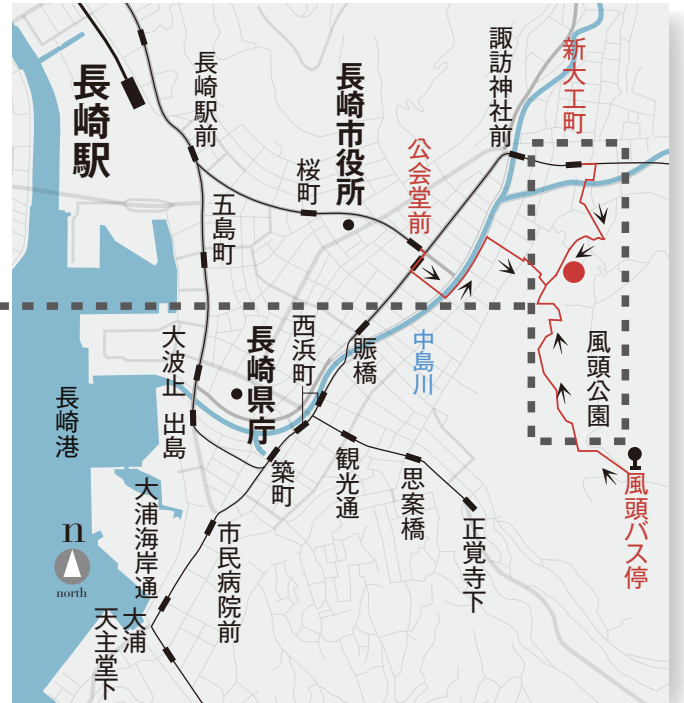 長崎駅
長崎駅前
長崎市役所
桜町
五島町
公会堂前
諏訪神社前
新大工町
大波止
出島
長崎県庁
西浜町
賑橋
中島川
風頭公園
長崎港
築町
観光通
思案橋
正覚寺下
風頭バス停
大浦海岸通
市民病院前
大浦
天主堂下
n
north